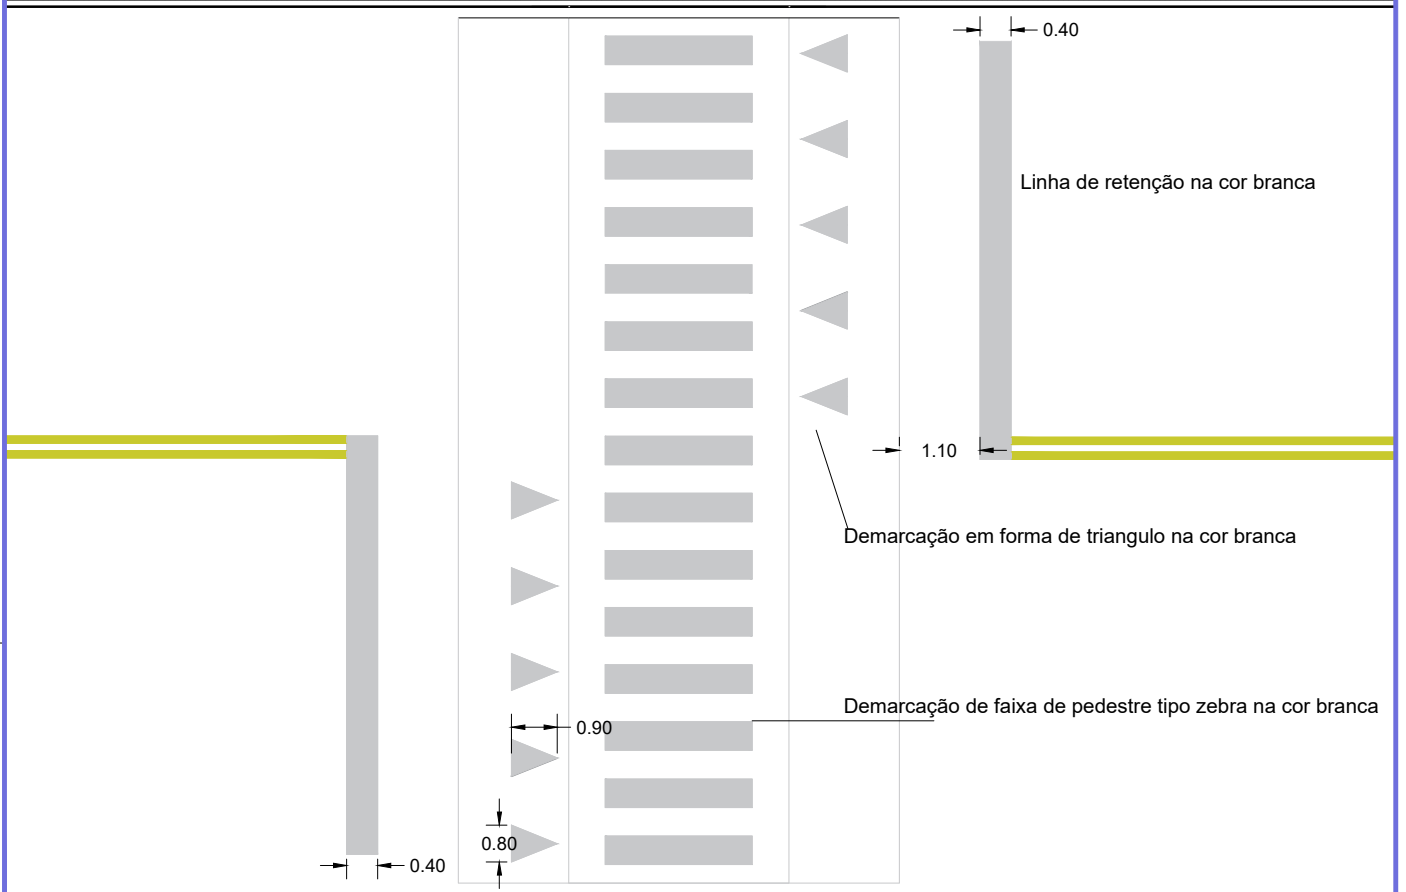 0.40
Linha de retenção na cor branca
1.10
Demarcação em forma de triangulo na cor branca
Demarcação de faixa de pedestre tipo zebra na cor branca
0.90
0.80
0.40